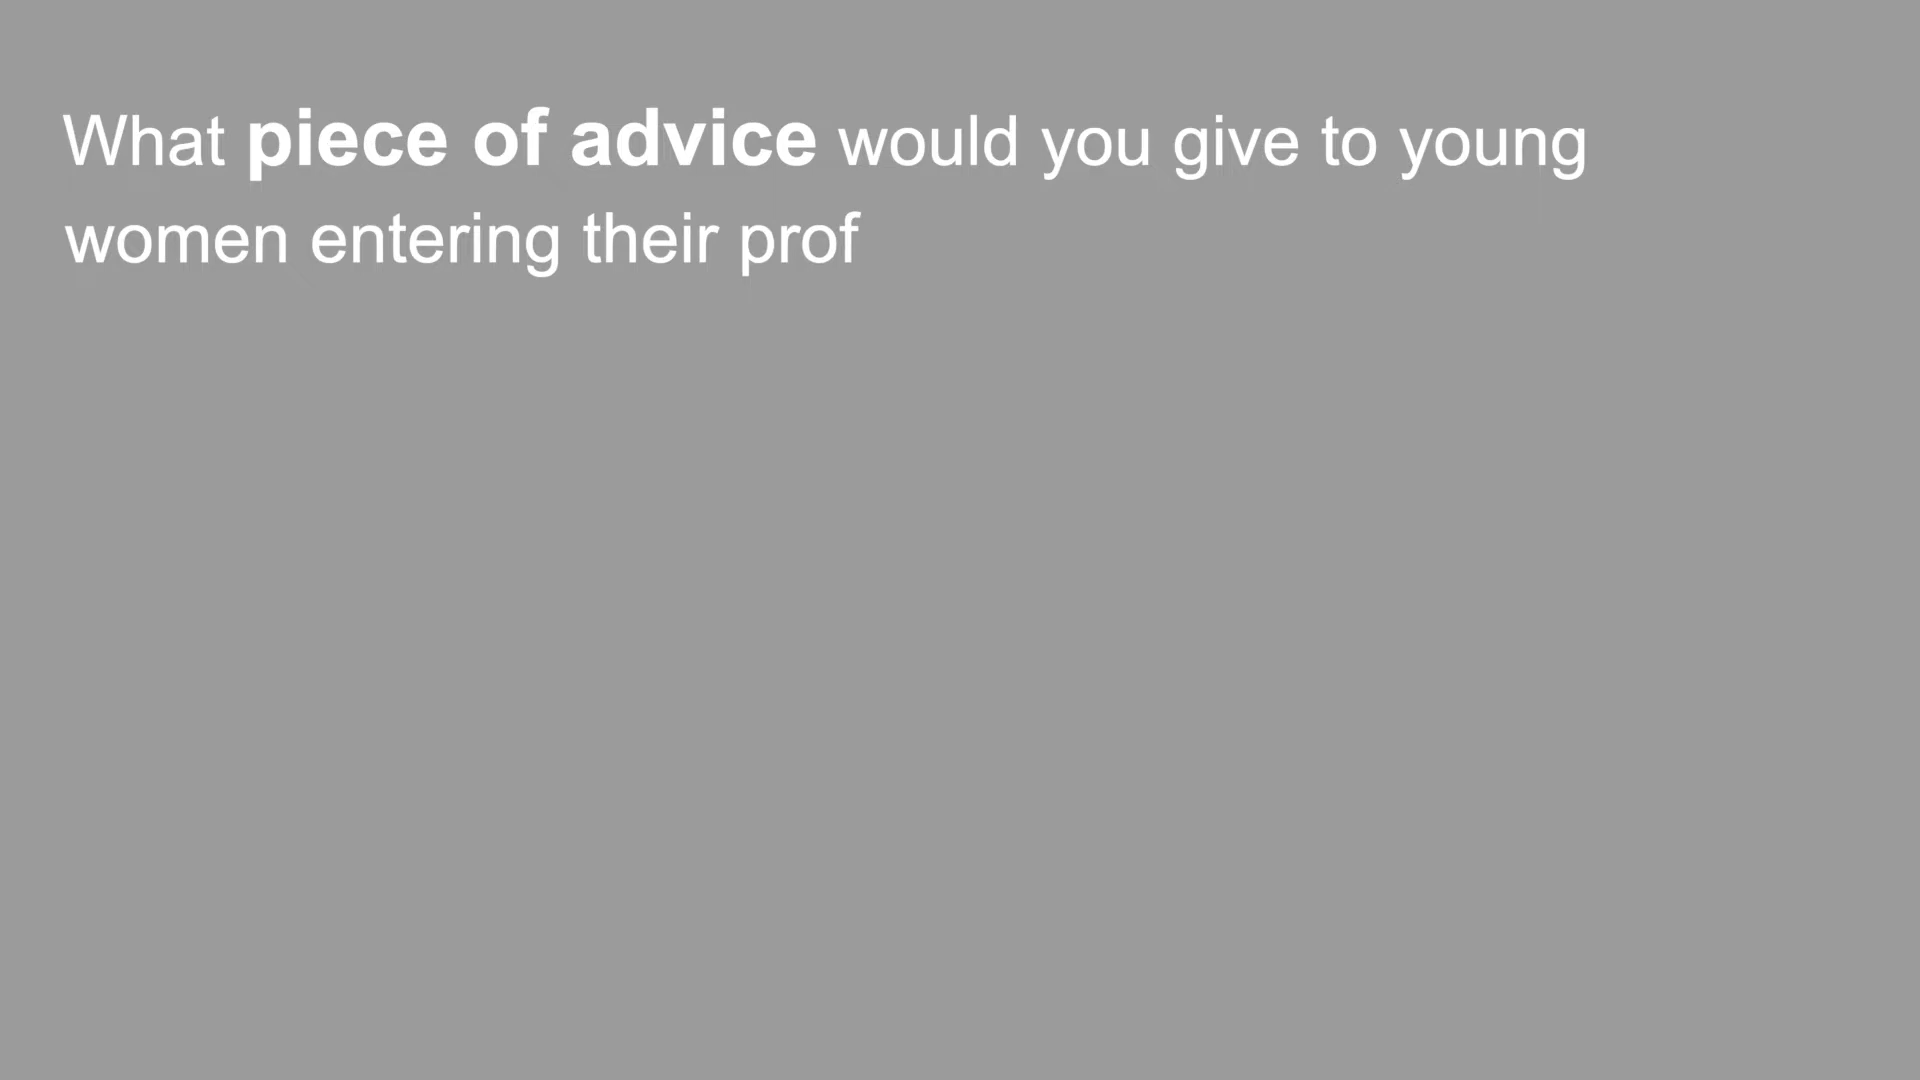 What piece of advice would you give to young
women entering their prof